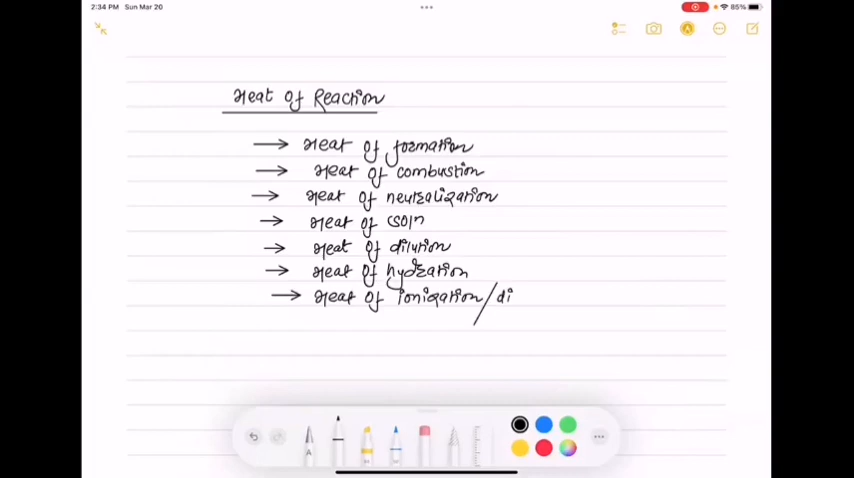 2:34 PM Sun Mar 20
85%
Heat of Reaction
→ Heat of formation
→ Heat of combustion
→ Heat of neutralization
→ Heat of soln
→ Heat of dilution
→ Heat of hydration
→ Heat of ionization/di
A